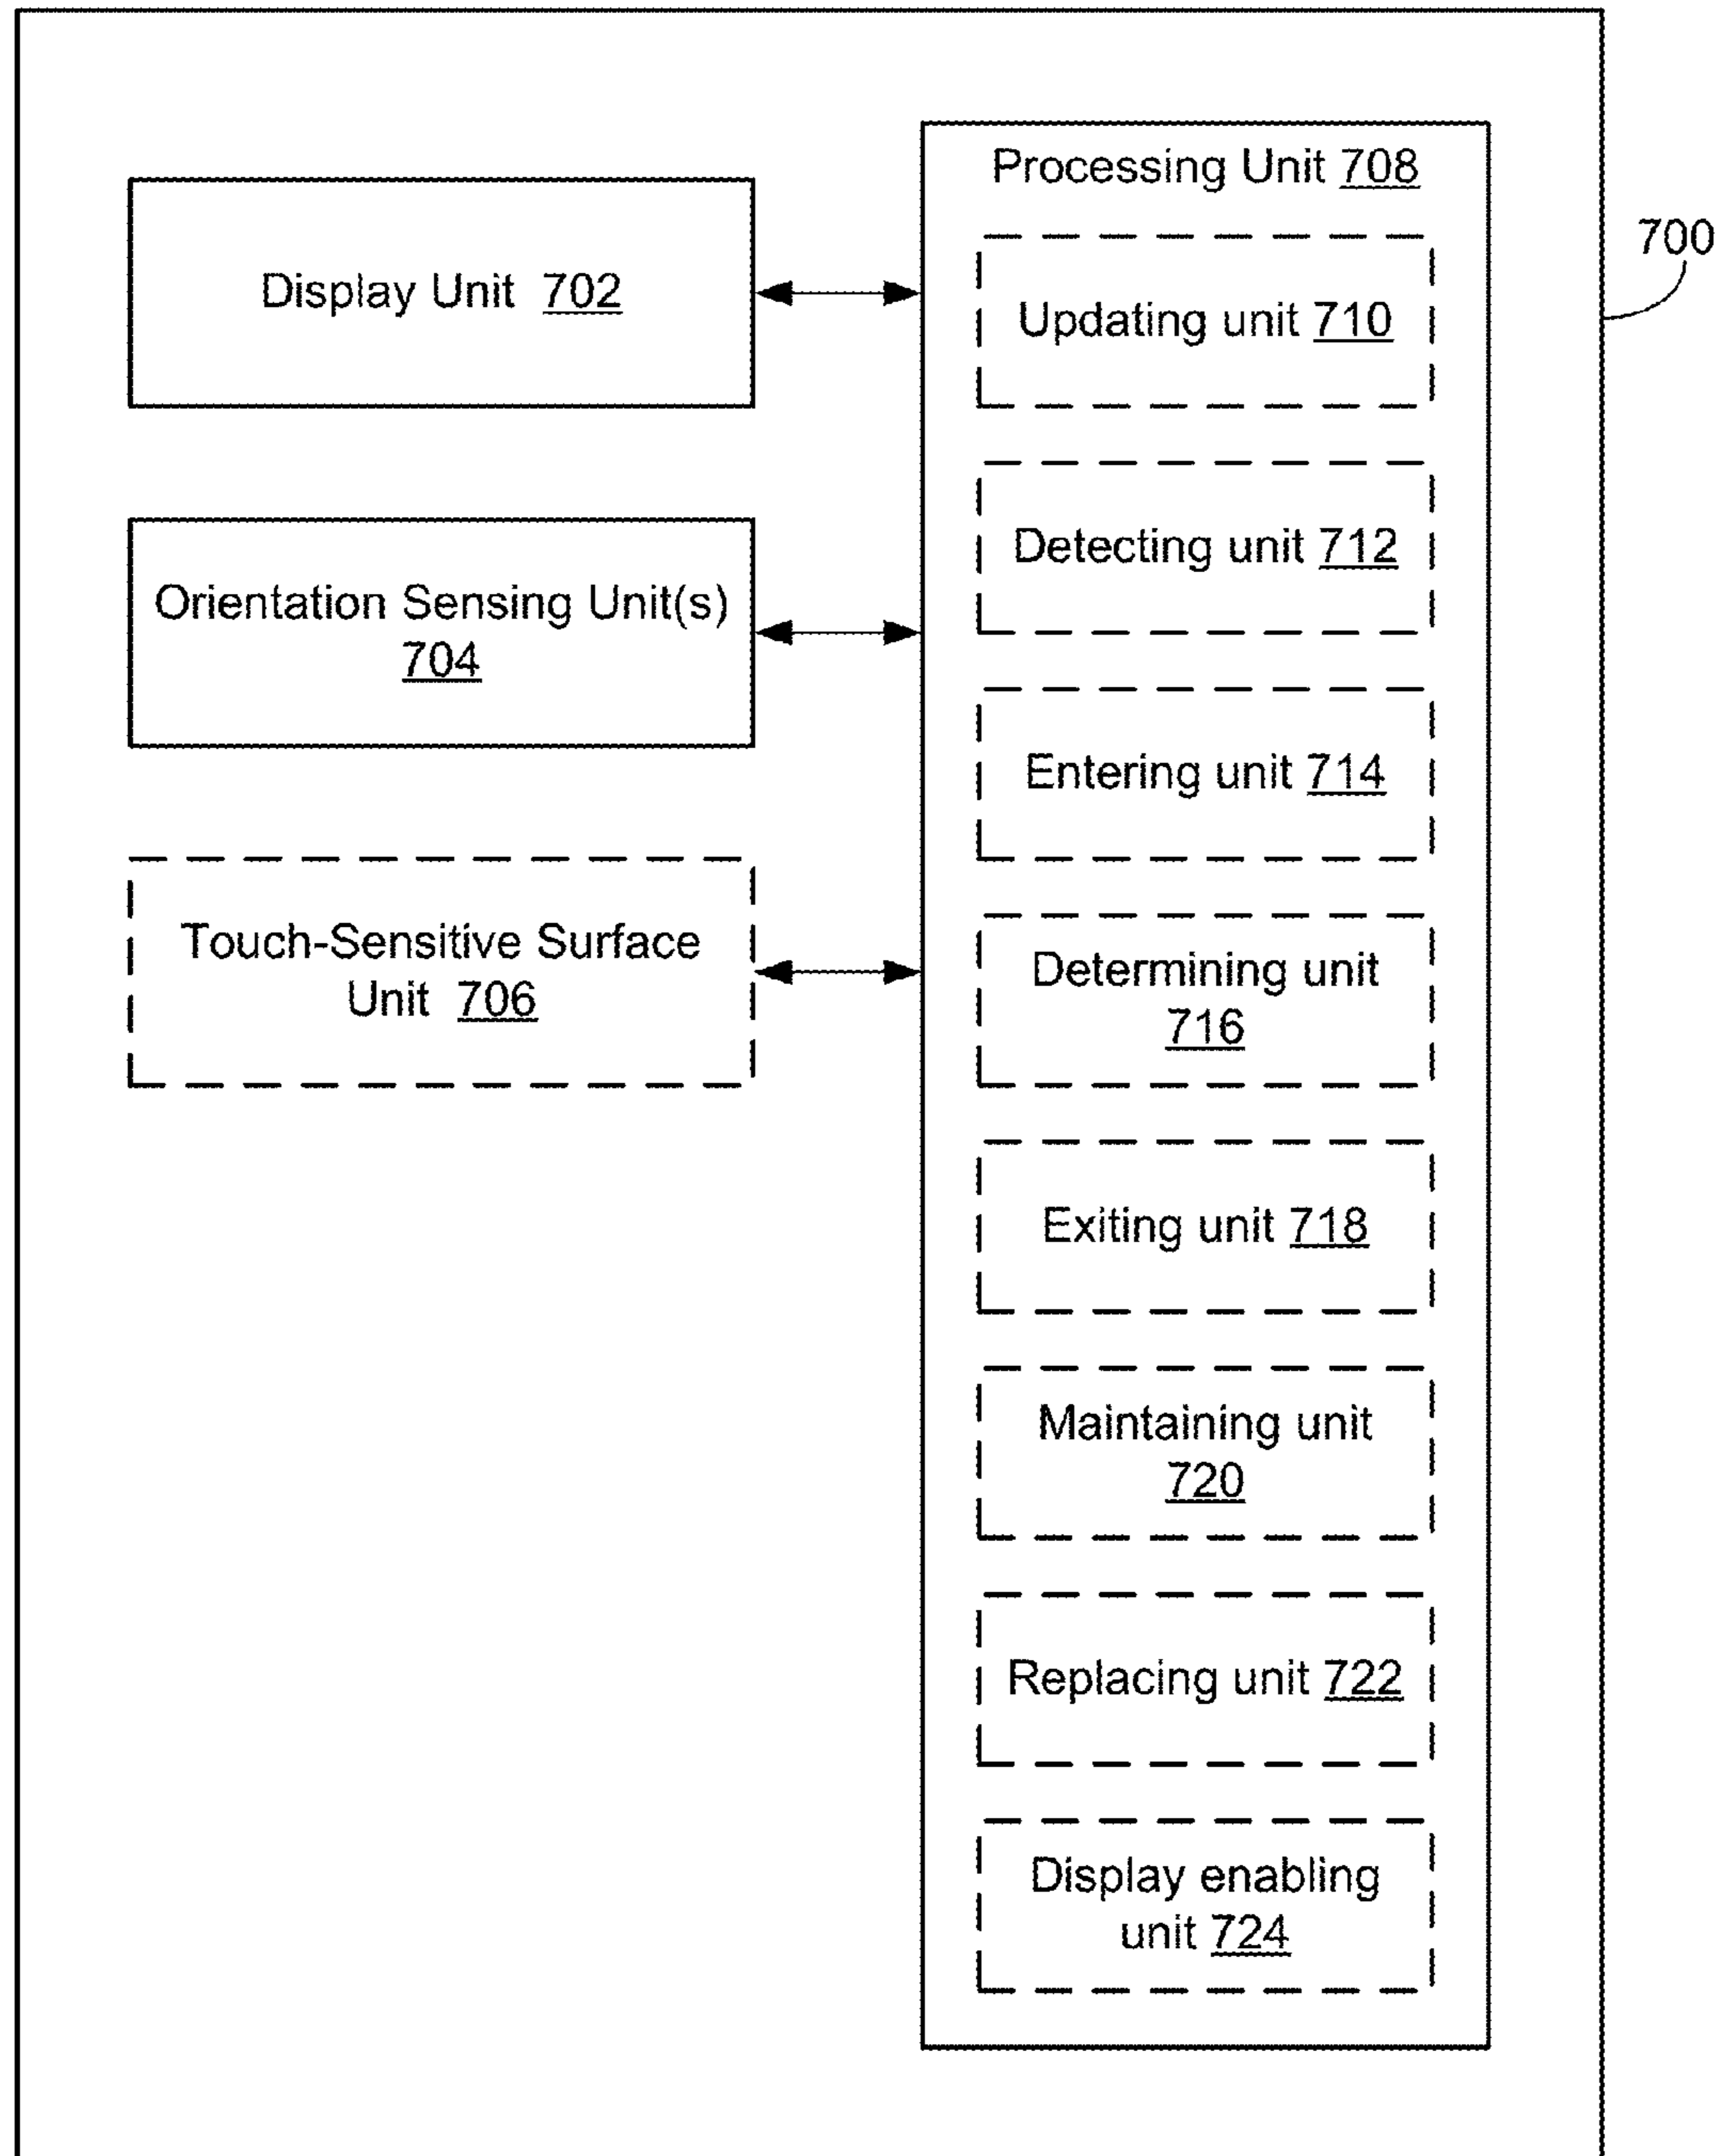 Processing Unit 708
700
Display Unit 702
Updating unit 710
Orientation Sensing Unit(s)
704
Detecting unit 712
Entering unit 714
Touch-Sensitive Surface
Unit 706
Determining unit
716
Exiting unit 718
Maintaining unit
720
Replacing unit 722
Display enabling
unit 724